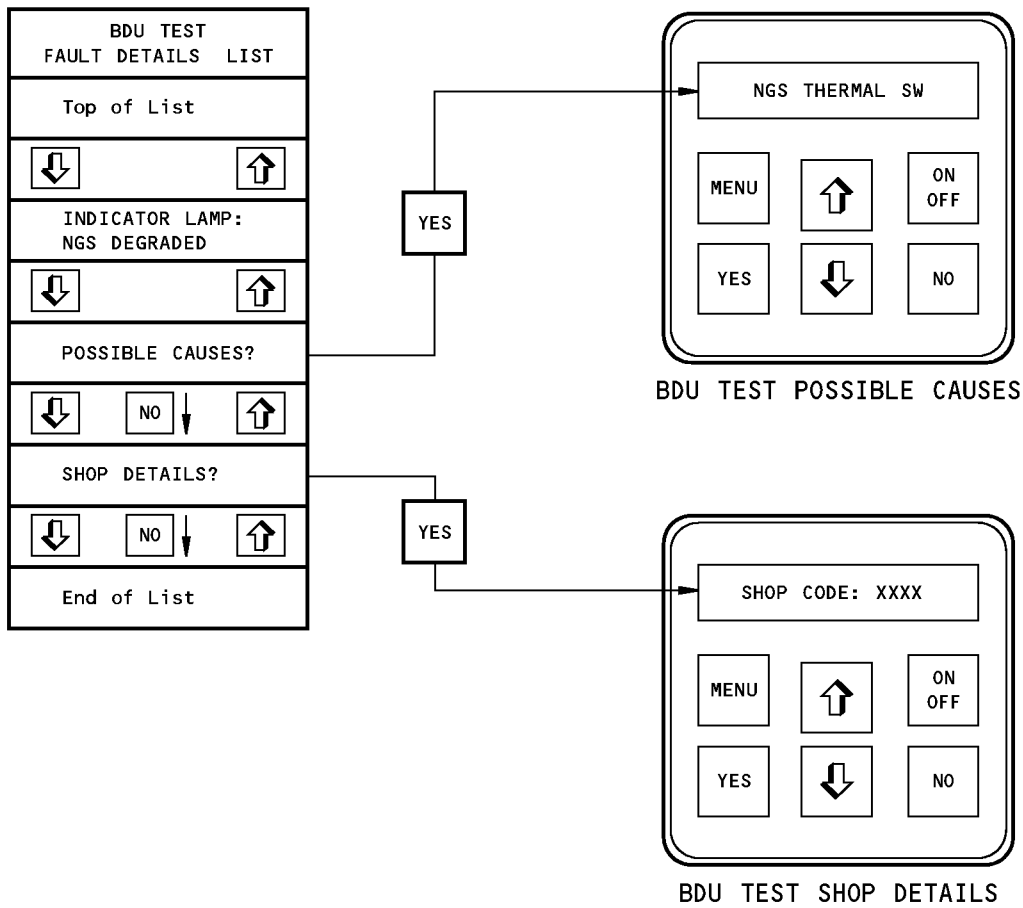 BDU TEST
FAULT DETAILS LIST
Top of List
INDICATOR LAMP:
NGS DEGRADED
POSSIBLE CAUSES?
NO
SHOP DETAILS?
NO
End of List
YES
YES
NGS THERMAL SW
MENU
ON
OFF
YES
NO
BDU TEST POSSIBLE CAUSES
SHOP CODE: XXXX
MENU
ON
OFF
YES
NO
BDU TEST SHOP DETAILS